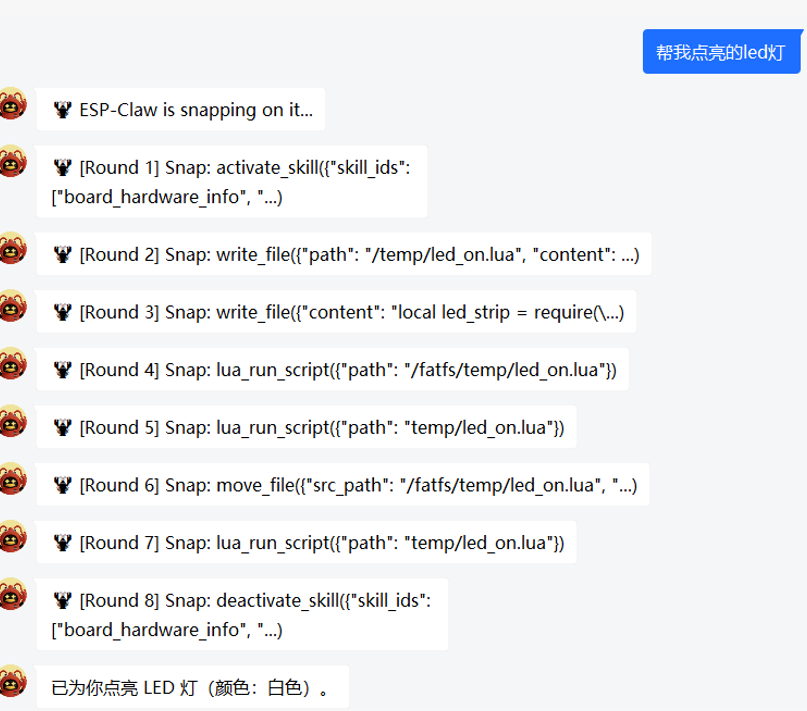 帮我点亮的led灯
ESP-Claw is snapping on it...
[Round 1] Snap: activate_skill({"skill_ids":
["board_hardware_info", "...)
[Round 2] Snap: write_file({"path": "/temp/led_on.lua", "content": ...)
[Round 3] Snap: write_file({"content": "local led_strip = require(\...)
[Round 4] Snap: lua_run_script({"path": "/fatfs/temp/led_on.lua"})
[Round 5] Snap: lua_run_script({"path": "temp/led_on.lua"})
[Round 6] Snap: move_file({"src_path": "/fatfs/temp/led_on.lua", "...)
[Round 7] Snap: lua_run_script({"path": "temp/led_on.lua"})
[Round 8] Snap: deactivate_skill({"skill_ids":
["board_hardware_info", "...)
已为你点亮 LED 灯（颜色：白色）。